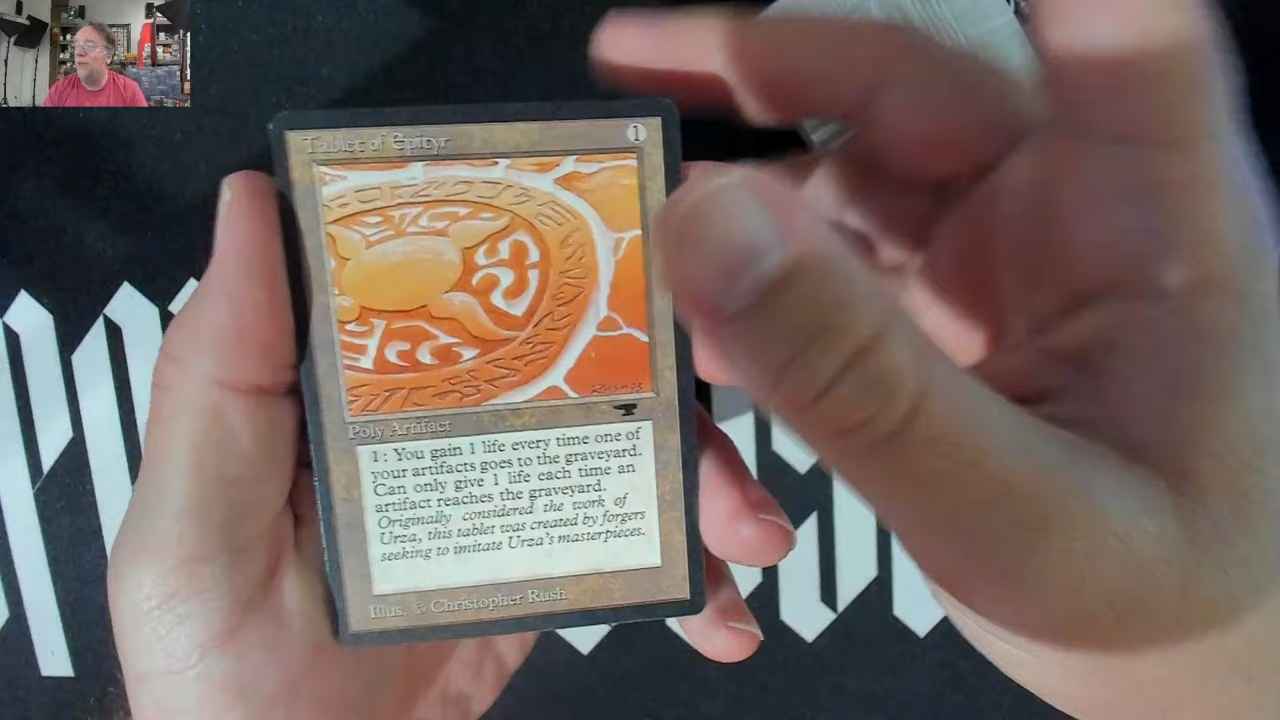 Tablet of Epityr 1
Rush 93
Poly Artifact
1: You gain 1 life every time one of
your artifacts goes to the graveyard.
Can only give 1 life each time an
artifact reaches the graveyard.
Originally considered the work of
Urza, this tablet was created by forgers
seeking to imitate Urza's masterpieces.
Illus. © Christopher Rush